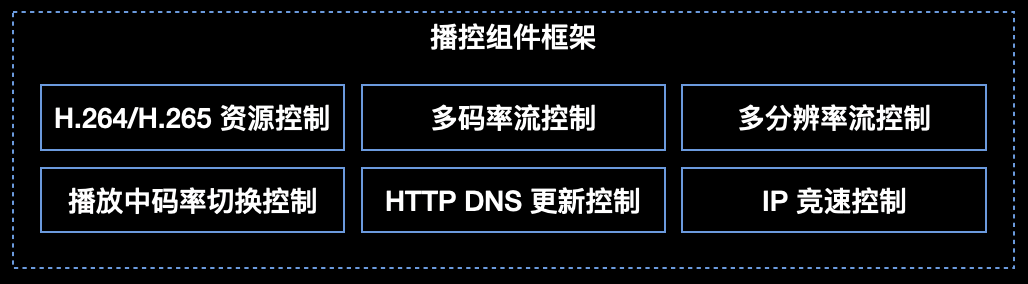 播控组件框架
H.264/H.265 资源控制
多码率流控制
多分辨率流控制
播放中码率切换控制
HTTP DNS 更新控制
IP 竞速控制